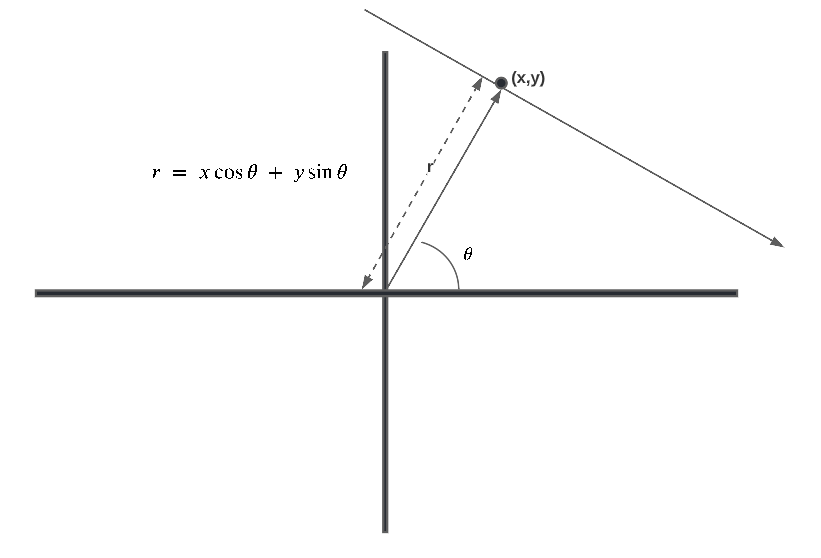 (x,y)
r
r = x cos θ + y sin θ
θ